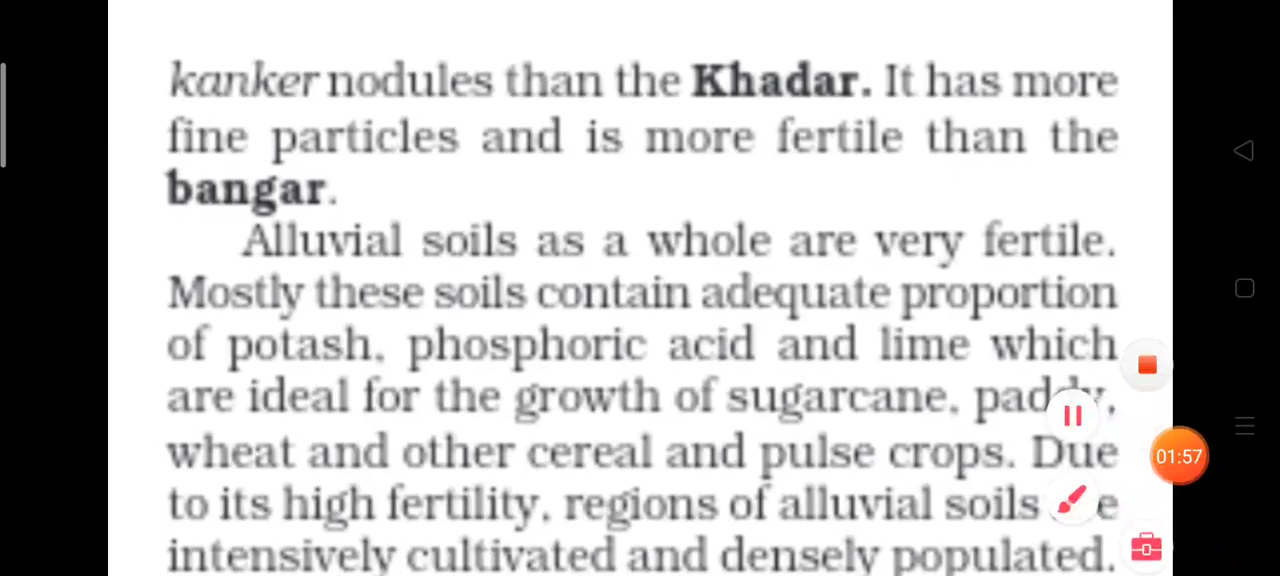 kanker nodules than the Khadar. It has more
fine particles and is more fertile than the
bangar.
Alluvial soils as a whole are very fertile.
Mostly these soils contain adequate proportion
of potash, phosphoric acid and lime which
are ideal for the growth of sugarcane, paddy,
wheat and other cereal and pulse crops. Due
to its high fertility, regions of alluvial soils
intensively cultivated and densely populated.
01:57